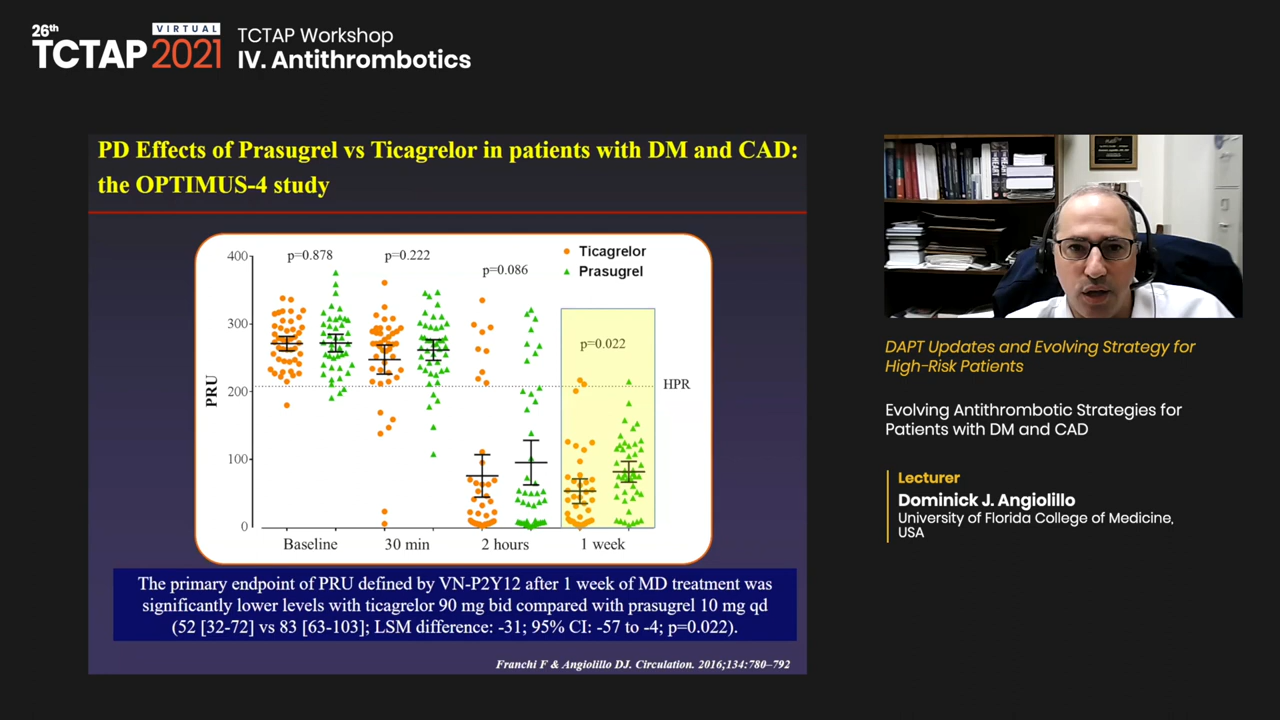 26th
VIRTUAL
TCTAP 2021
TCTAP Workshop
IV. Antithrombotics
PD Effects of Prasugrel vs Ticagrelor in patients with DM and CAD:
the OPTIMUS-4 study
PRU
400
300
200
100
0
p=0.878
p=0.222
p=0.086
p=0.022
Ticagrelor
Prasugrel
HPR
Baseline
30 min
2 hours
1 week
The primary endpoint of PRU defined by VN-P2Y12 after 1 week of MD treatment was
significantly lower levels with ticagrelor 90 mg bid compared with prasugrel 10 mg qd
(52 [32-72] vs 83 [63-103]; LSM difference: -31; 95% CI: -57 to -4; p=0.022).
Franchi F & Angiolillo DJ. Circulation. 2016;134:780–792
HEART
DAPT Updates and Evolving Strategy for
High-Risk Patients
Evolving Antithrombotic Strategies for
Patients with DM and CAD
Lecturer
Dominick J. Angiolillo
University of Florida College of Medicine,
USA